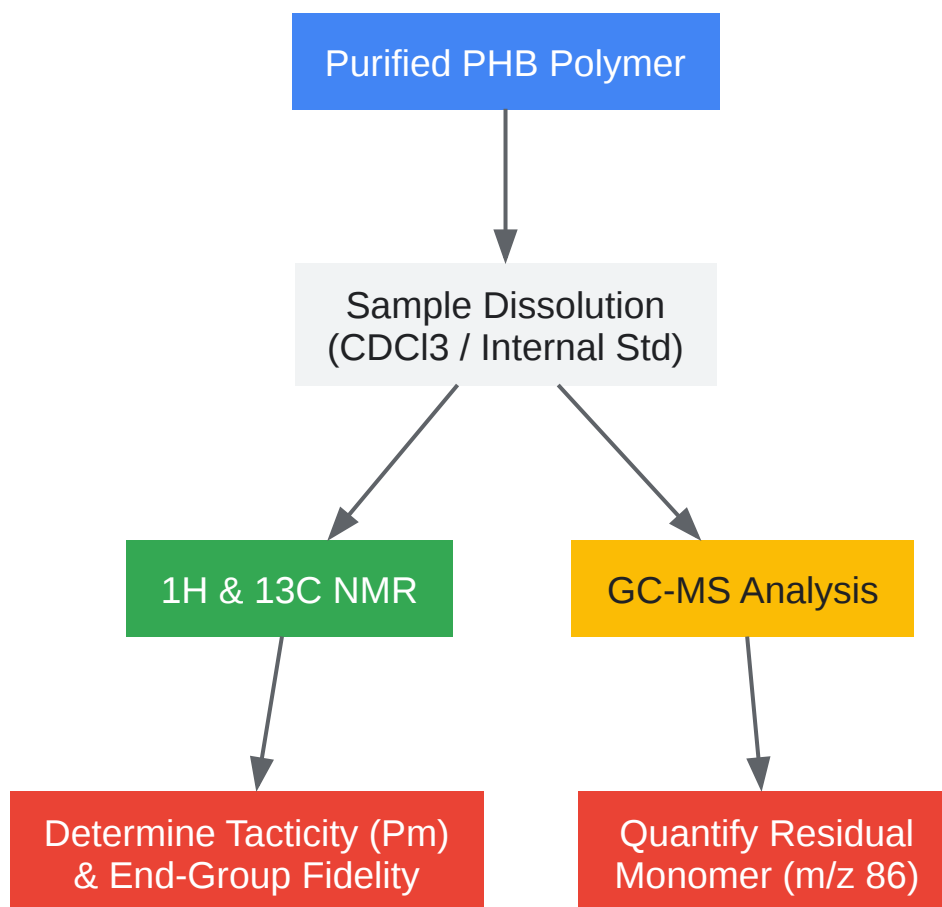 Purified PHB Polymer
Sample Dissolution
(CDCl3 / Internal Std)
1H & 13C NMR
GC-MS Analysis
Determine Tacticity (Pm)
& End-Group Fidelity
Quantify Residual
Monomer (m/z 86)